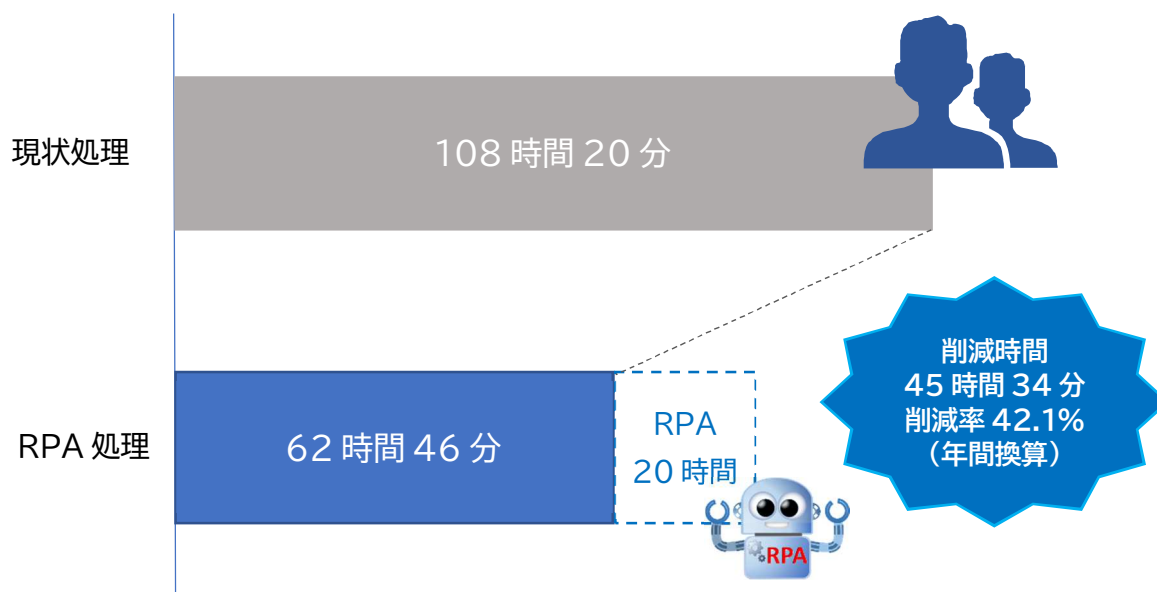 現状処理
108 時間 20 分
RPA 処理
62 時間 46 分
RPA
20 時間
RPA
削減時間
45 時間 34 分
削減率 42.1%
（年間換算）